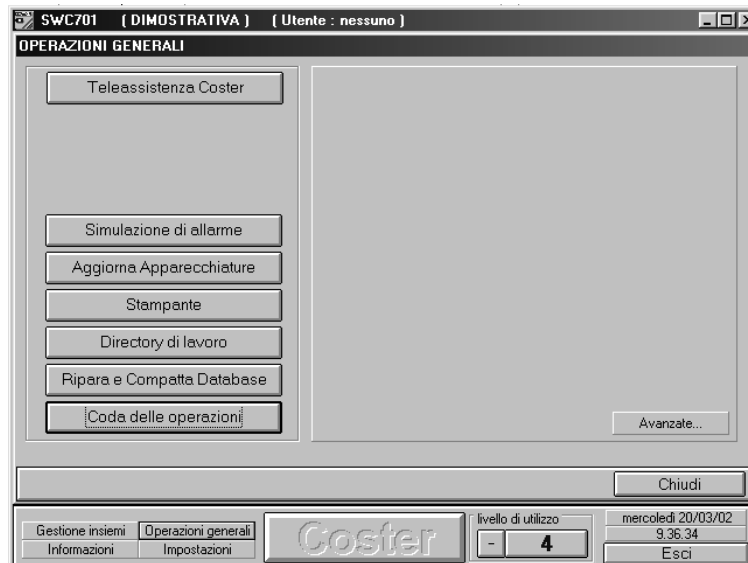 SWC701 ( DIMOSTRATIVA ) ( Utente : nessuno )
OPERAZIONI GENERALI
Teleassistenza Coster
Simulazione di allarme
Aggiorna Apparecchiature
Stampante
Directory di lavoro
Ripara e Compatta Database
Coda delle operazioni
Avanzate...
Chiudi
Gestione insiemi Operazioni generali
Informazioni Impostazioni
Coster
livello di utilizzo
- 4
mercoledì 20/03/02
9.36.34
Esci